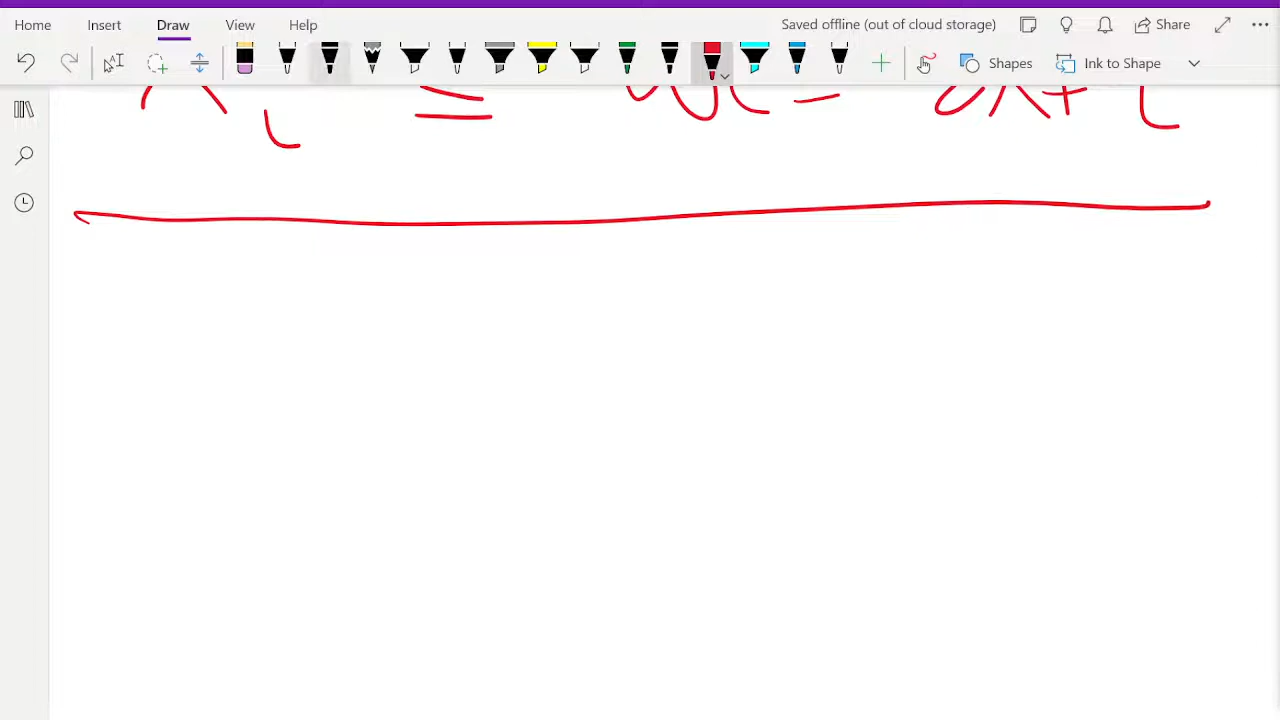 Home Insert Draw View Help Saved offline (out of cloud storage) Share
Shapes Ink to Shape